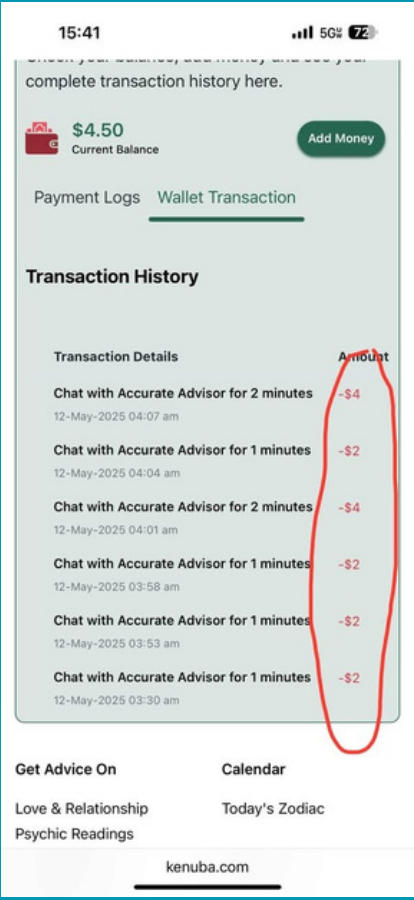 15:41
5G 72
complete transaction history here.
$4.50
Current Balance
Add Money
Payment Logs Wallet Transaction
Transaction History
Transaction Details Amount
Chat with Accurate Advisor for 2 minutes -$4
12-May-2025 04:07 am
Chat with Accurate Advisor for 1 minutes -$2
12-May-2025 04:04 am
Chat with Accurate Advisor for 2 minutes -$4
12-May-2025 04:01 am
Chat with Accurate Advisor for 1 minutes -$2
12-May-2025 03:58 am
Chat with Accurate Advisor for 1 minutes -$2
12-May-2025 03:53 am
Chat with Accurate Advisor for 1 minutes -$2
12-May-2025 03:30 am
Get Advice On Calendar
Love & Relationship Today's Zodiac
Psychic Readings
kenuba.com